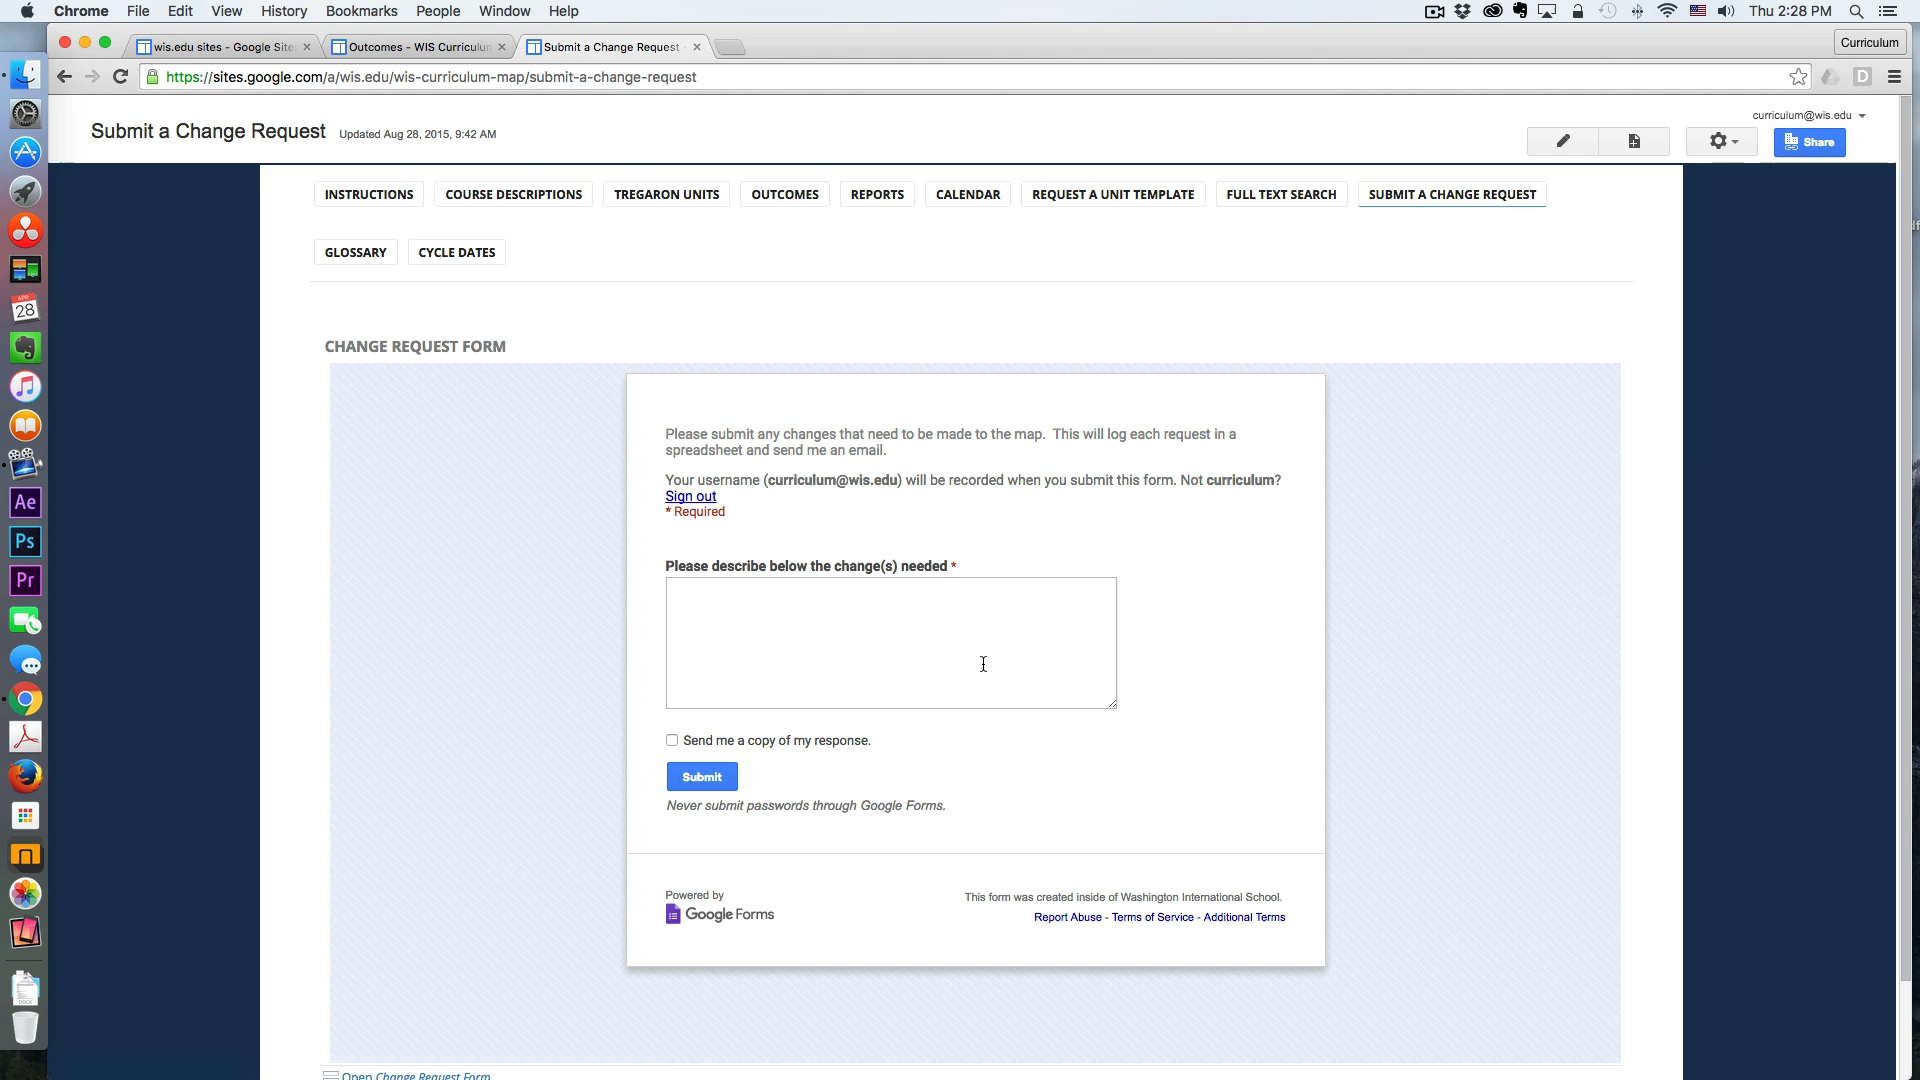 Chrome File Edit View History Bookmarks People Window Help Thu 2:28 PM
wis.edu sites - Google Site Outcomes - WIS Curriculum Submit a Change Request Curriculum
https://sites.google.com/a/wis.edu/wis-curriculum-map/submit-a-change-request D
curriculum@wis.edu
Submit a Change Request Updated Aug 28, 2015, 9:42 AM
Share
INSTRUCTIONS COURSE DESCRIPTIONS TREGARON UNITS OUTCOMES REPORTS CALENDAR REQUEST A UNIT TEMPLATE FULL TEXT SEARCH SUBMIT A CHANGE REQUEST
GLOSSARY CYCLE DATES
CHANGE REQUEST FORM
Please submit any changes that need to be made to the map. This will log each request in a
spreadsheet and send me an email.
Your username (curriculum@wis.edu) will be recorded when you submit this form. Not curriculum?
Sign out
* Required
Please describe below the change(s) needed *
Send me a copy of my response.
Submit
Never submit passwords through Google Forms.
Powered by
Google Forms
This form was created inside of Washington International School.
Report Abuse - Terms of Service - Additional Terms
Open Change Request Form
APR
28
Ae
Ps
Pr
DOCX